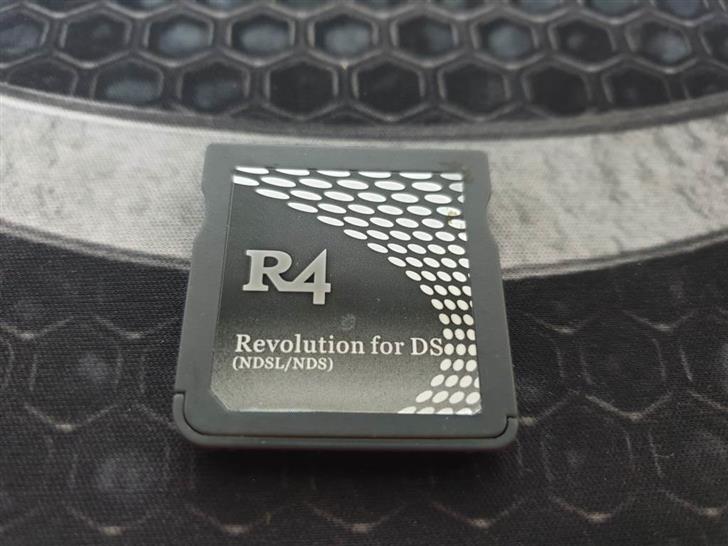 R4
Revolution for DS
(NDSL/NDS)